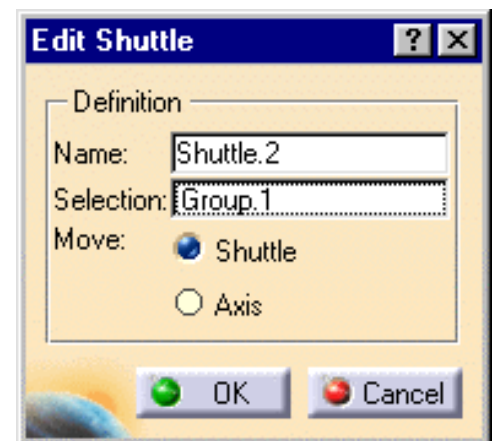 Edit Shuttle
Definition
Name: Shuttle.2
Selection: Group.1
Move: Shuttle
Axis
OK Cancel